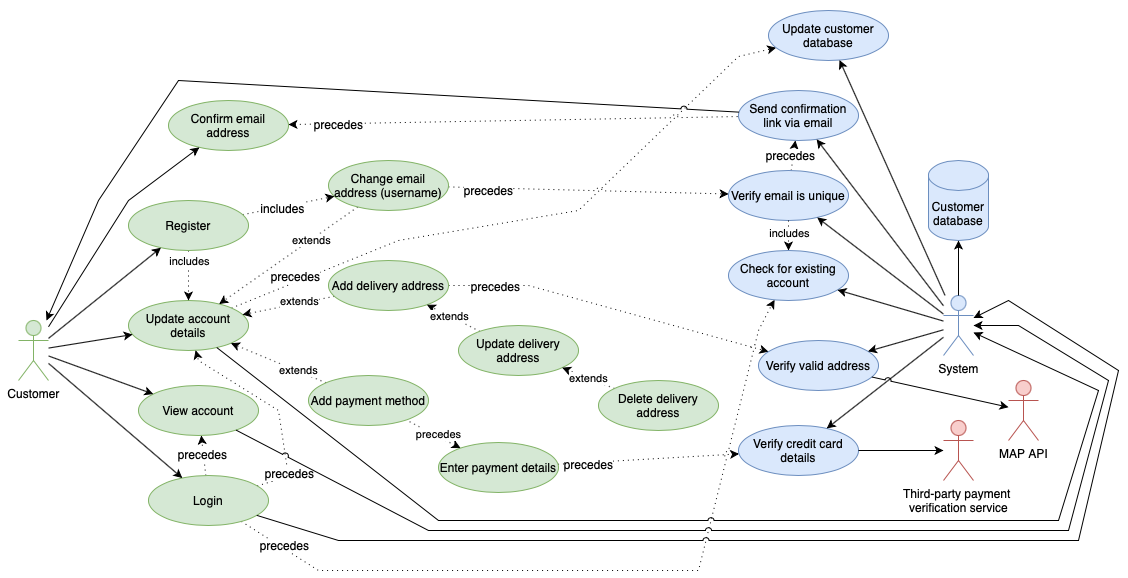 Update customer
database
Send confirmation
link via email
Confirm email
address
precedes
precedes
Change email
address (username)
precedes
Verify email is unique
includes
Customer
database
Register
extends
includes
includes
Check for existing
account
precedes
Add delivery address
precedes
extends
Update account
details
extends
Update delivery
address
Verify valid address
System
Customer
extends
extends
Add payment method
Delete delivery
address
View account
precedes
Verify credit card
details
MAP API
precedes
Enter payment details
precedes
precedes
Login
Third-party payment
verification service
precedes